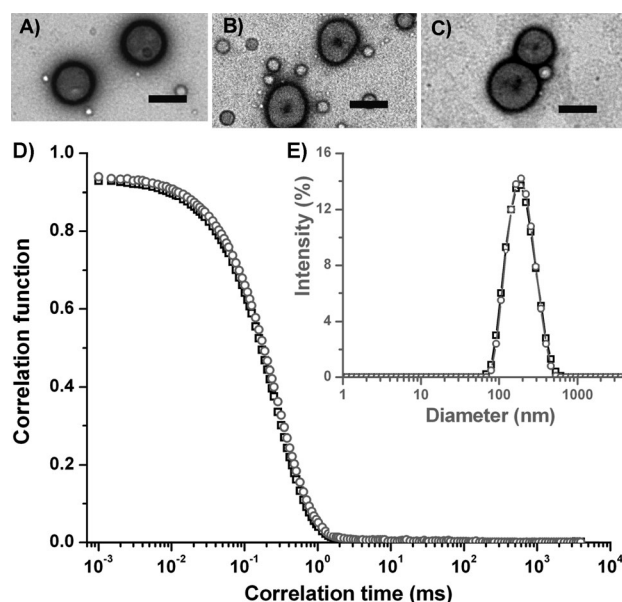 A)
B)
C)
D)
E)
Correlation function
1.0
0.8
0.6
0.4
0.2
0.0
10⁻³ 10⁻² 10⁻¹ 10⁰ 10¹ 10² 10³ 10⁴
Correlation time (ms)
Intensity (%)
16
12
8
4
0
1 10 100 1000
Diameter (nm)